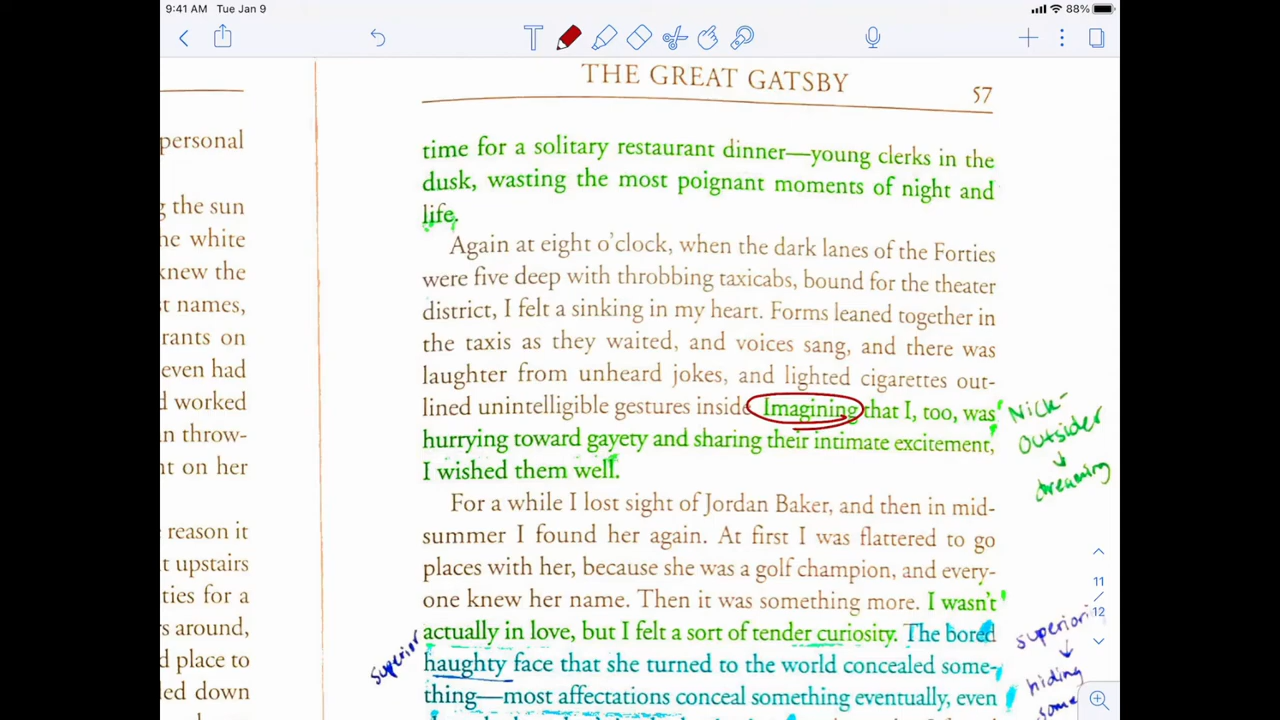 9:41 AM Tue Jan 9
88%
THE GREAT GATSBY
57
personal
g the sun
ne white
knew the
st names,
rants on
even had
d worked
an throw-
ht on her
reason it
t upstairs
ties for a
rs around,
d place to
led down
time for a solitary restaurant dinner—young clerks in the
dusk, wasting the most poignant moments of night and
life.
Again at eight o'clock, when the dark lanes of the Forties
were five deep with throbbing taxicabs, bound for the theater
district, I felt a sinking in my heart. Forms leaned together in
the taxis as they waited, and voices sang, and there was
laughter from unheard jokes, and lighted cigarettes out-
lined unintelligible gestures inside. Imagining that I, too, was
hurrying toward gayety and sharing their intimate excitement,
I wished them well.
For a while I lost sight of Jordan Baker, and then in mid-
summer I found her again. At first I was flattered to go
places with her, because she was a golf champion, and every-
one knew her name. Then it was something more. I wasn't
actually in love, but I felt a sort of tender curiosity. The bored
haughty face that she turned to the world concealed some-
thing—most affectations conceal something eventually, even
Nick-
outsider
↓
dreaming
superior
superiori
↓
hiding
some
11
/
12